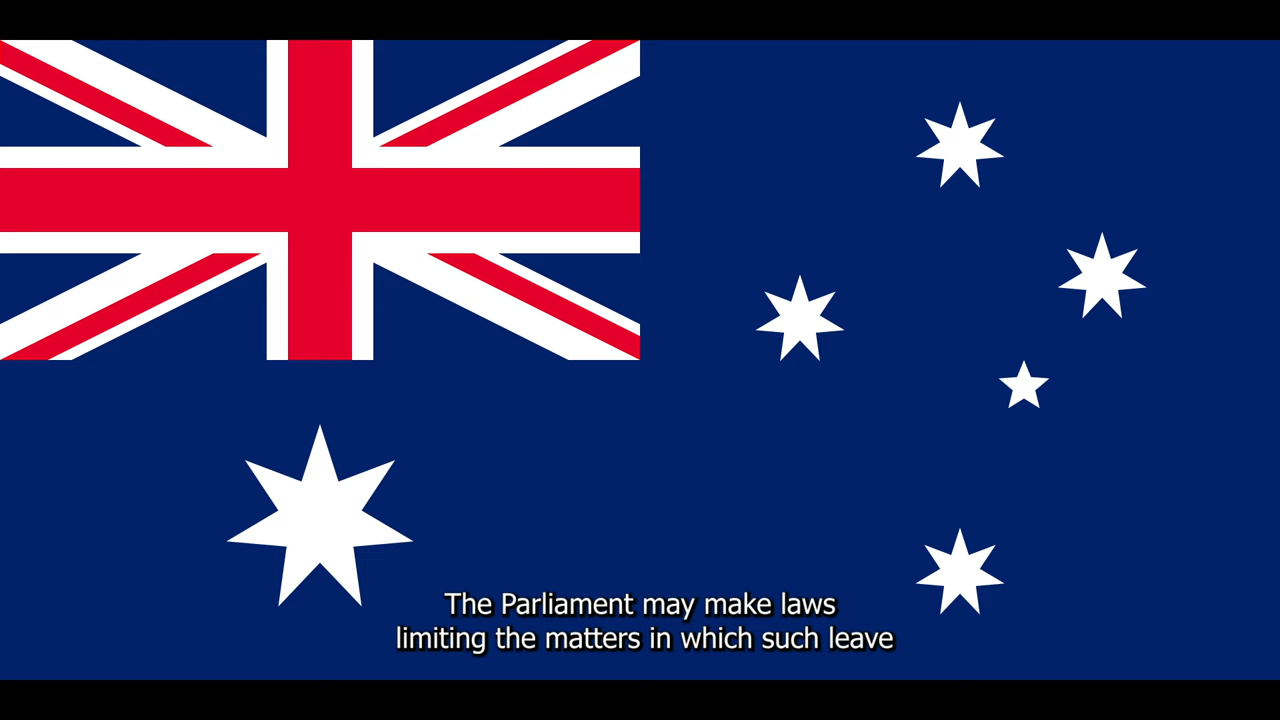 The Parliament may make laws
limiting the matters in which such leave